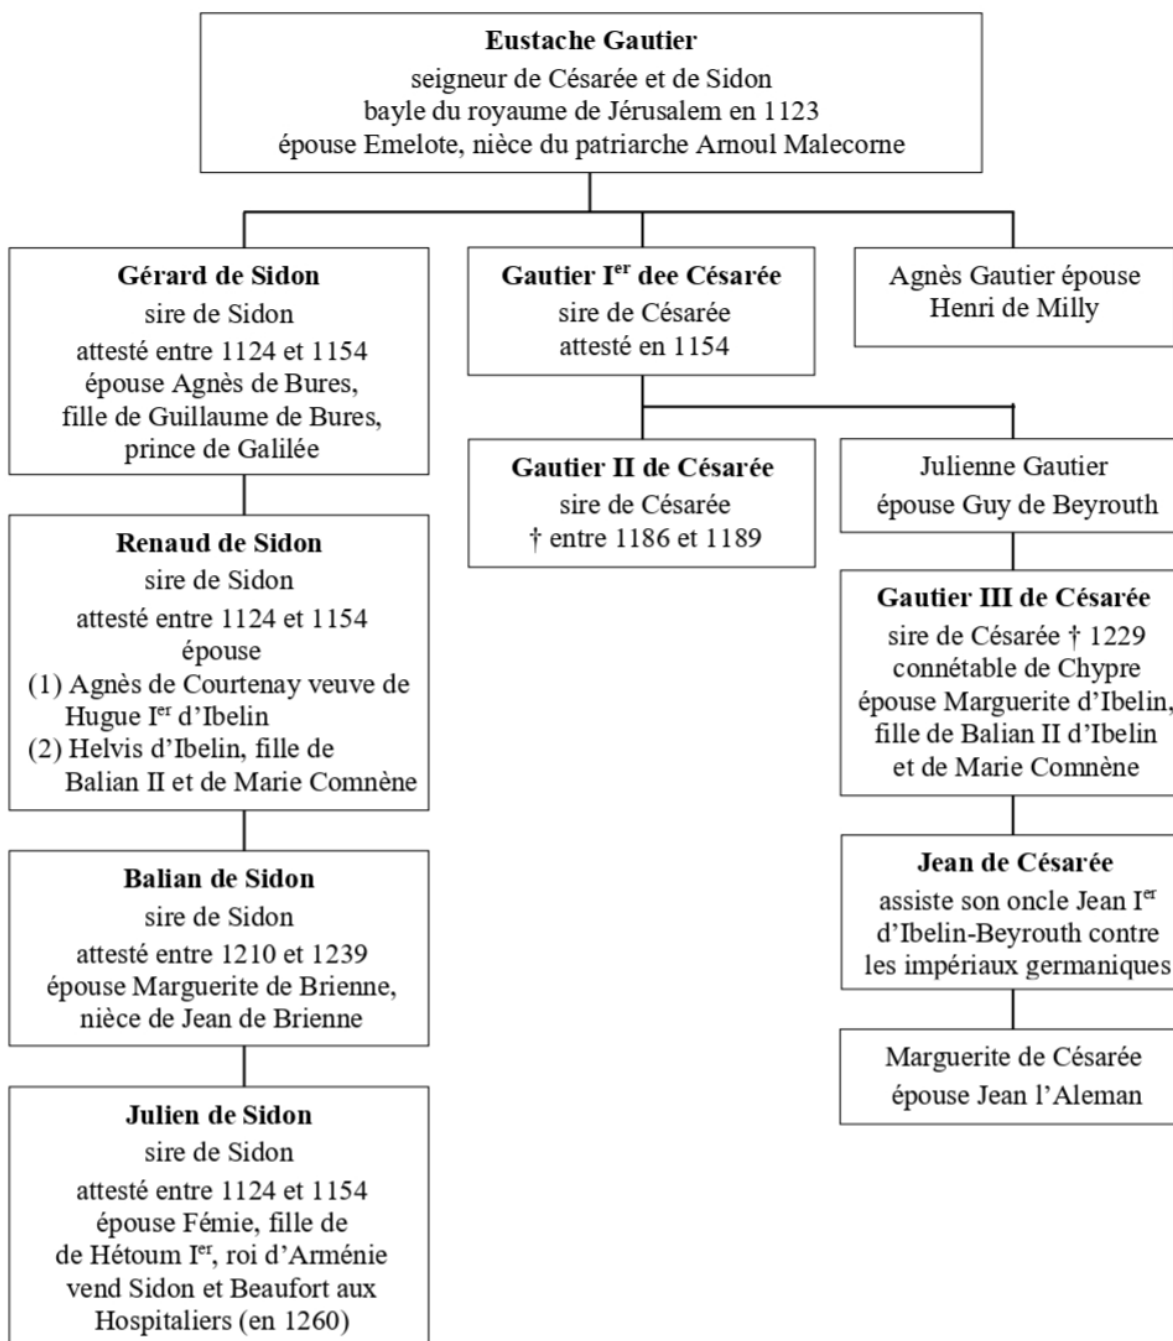 Eustache Gautier
seigneur de Césarée et de Sidon
bayle du royaume de Jérusalem en 1123
épouse Emelote, nièce du patriarche Arnoul Malecorne
Gérard de Sidon
sire de Sidon
attesté entre 1124 et 1154
épouse Agnès de Bures,
fille de Guillaume de Bures,
prince de Galilée
Gautier Ier dee Césarée
sire de Césarée
attesté en 1154
Agnès Gautier épouse
Henri de Milly
Gautier II de Césarée
sire de Césarée
† entre 1186 et 1189
Julienne Gautier
épouse Guy de Beyrouth
Renaud de Sidon
sire de Sidon
attesté entre 1124 et 1154
épouse
(1) Agnès de Courtenay veuve de
Hugue Ier d’Ibelin
(2) Helvis d’Ibelin, fille de
Balian II et de Marie Comnène
Gautier III de Césarée
sire de Césarée † 1229
connétable de Chypre
épouse Marguerite d’Ibelin,
fille de Balian II d’Ibelin
et de Marie Comnène
Balian de Sidon
sire de Sidon
attesté entre 1210 et 1239
épouse Marguerite de Brienne,
nièce de Jean de Brienne
Jean de Césarée
assiste son oncle Jean Ier
d’Ibelin-Beyrouth contre
les impériaux germaniques
Marguerite de Césarée
épouse Jean l’Aleman
Julien de Sidon
sire de Sidon
attesté entre 1124 et 1154
épouse Fémie, fille de
de Hétoum Ier, roi d’Arménie
vend Sidon et Beaufort aux
Hospitaliers (en 1260)